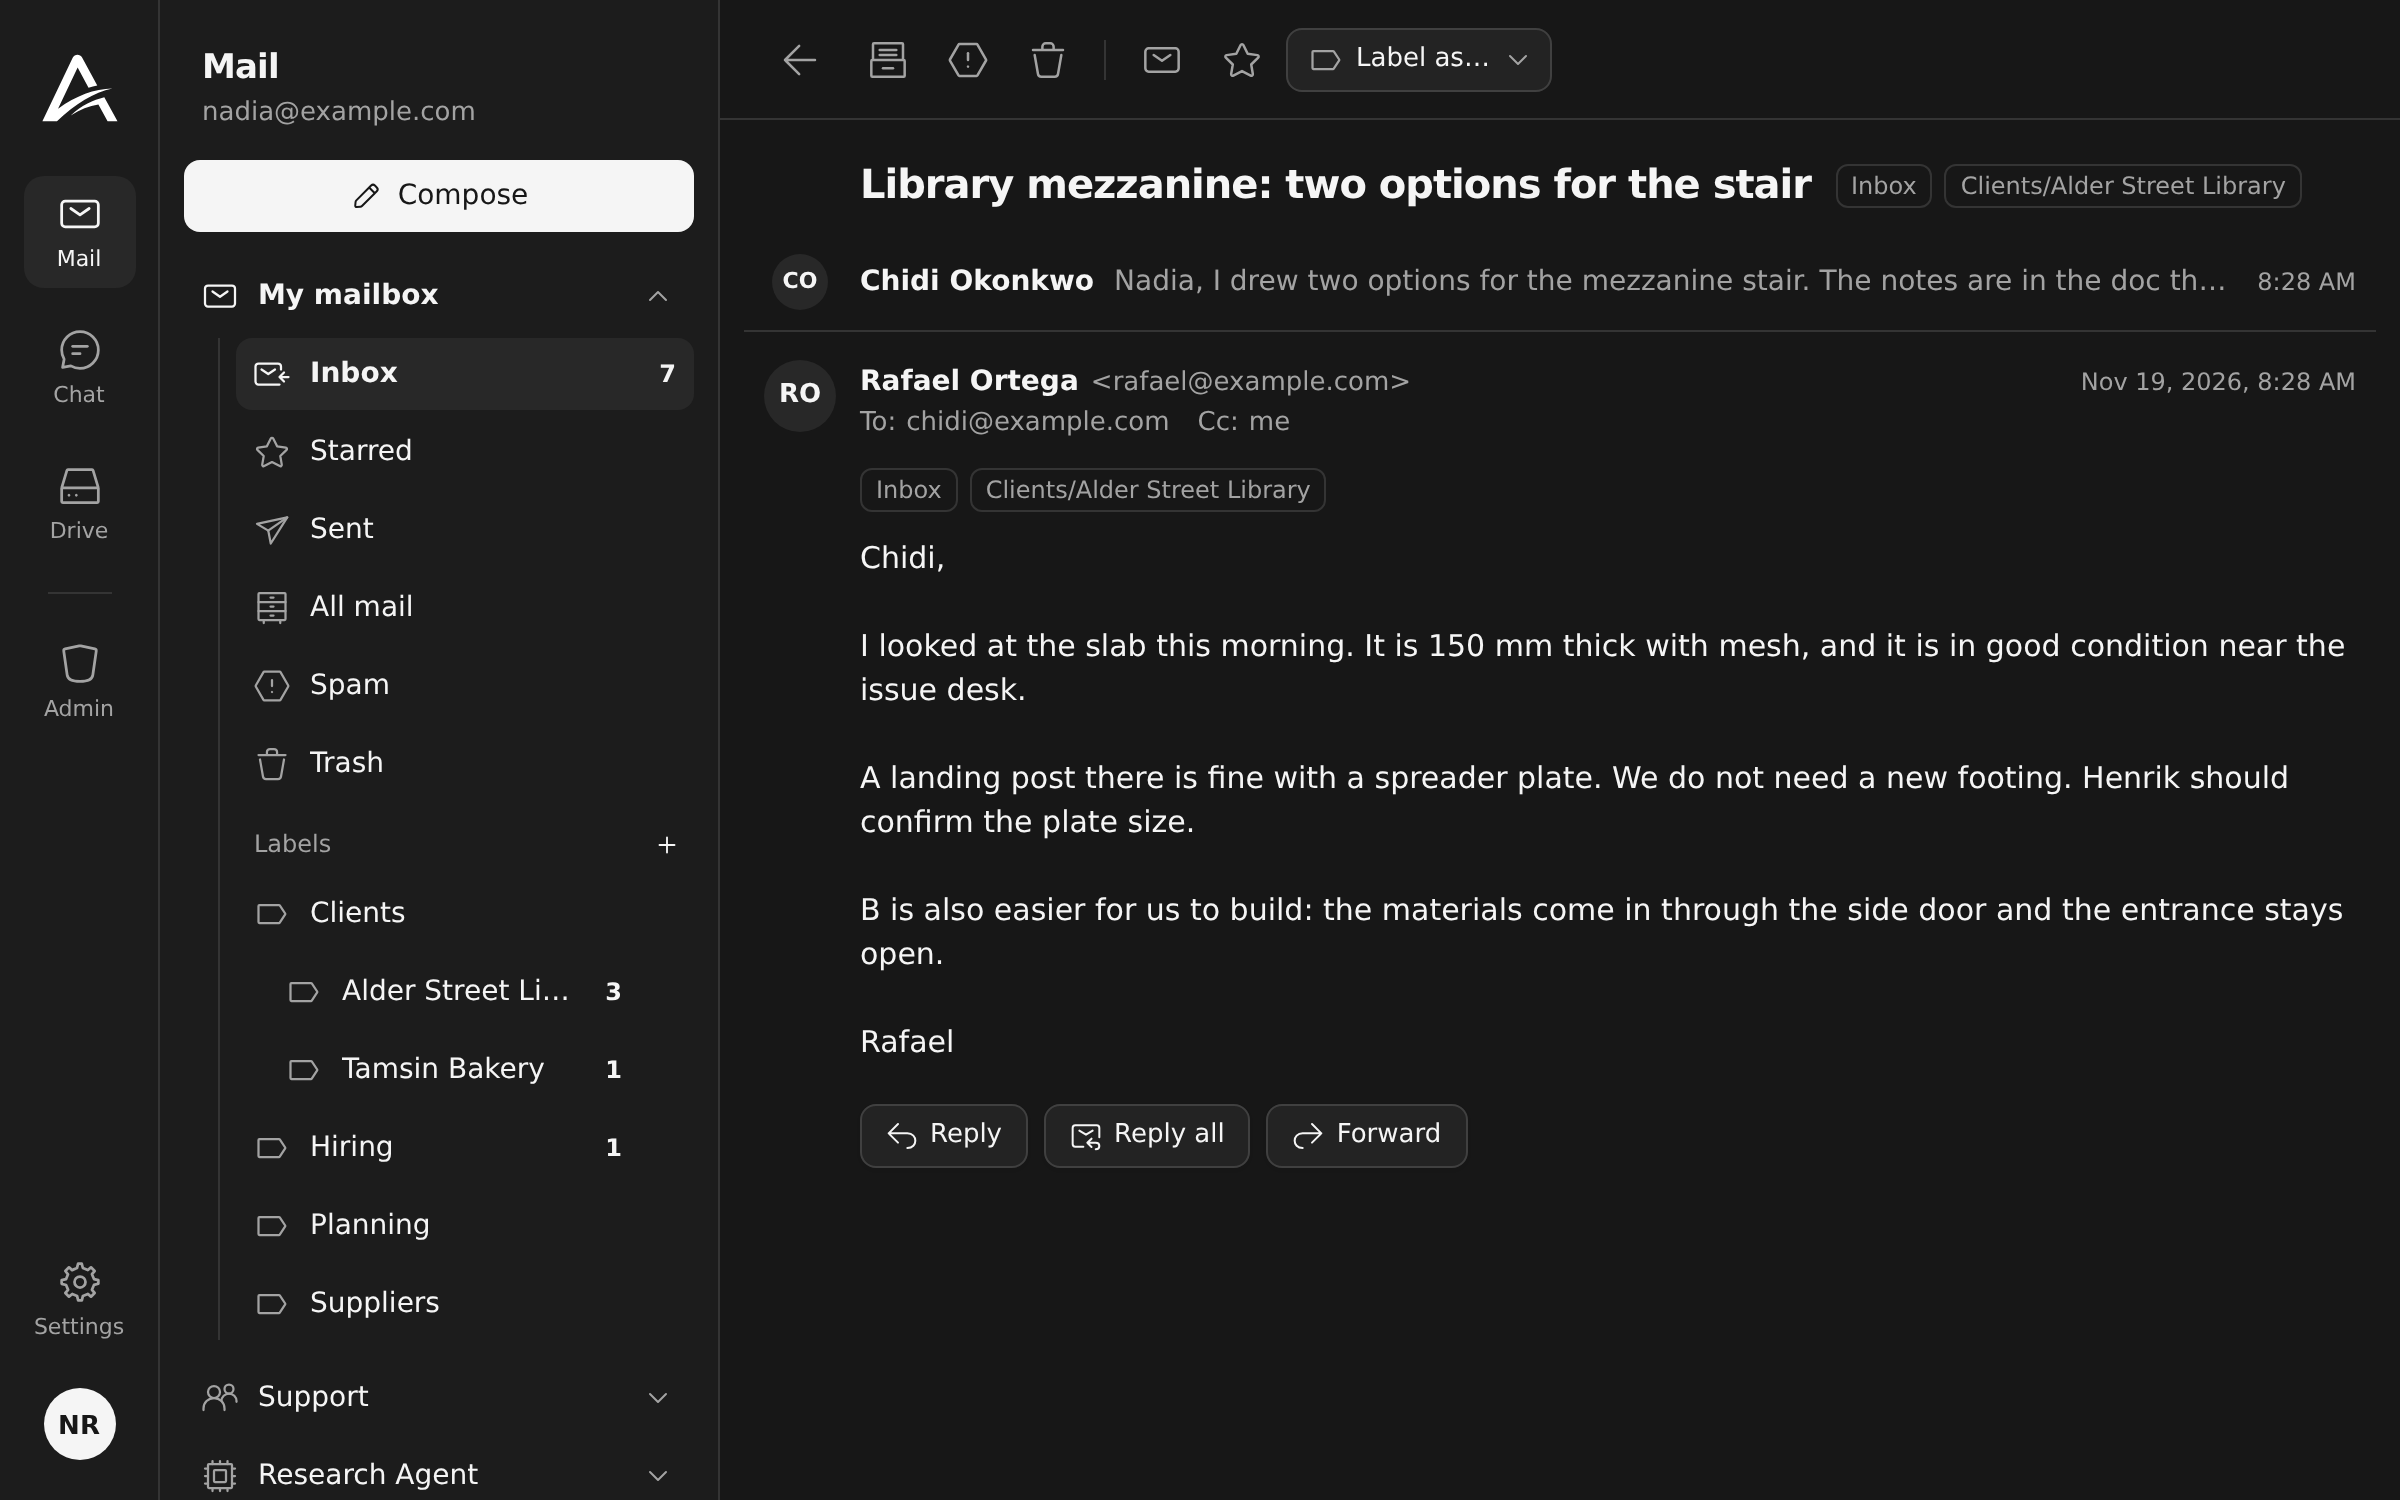 Mail
nadia@example.com
Compose
Mail
Chat
Drive
Admin
Settings
NR
My mailbox
Inbox 7
Starred
Sent
All mail
Spam
Trash
Labels
Clients
Alder Street Li... 3
Tamsin Bakery 1
Hiring 1
Planning
Suppliers
Support
Research Agent
Label as...
Library mezzanine: two options for the stair Inbox Clients/Alder Street Library
CO Chidi Okonkwo Nadia, I drew two options for the mezzanine stair. The notes are in the doc th... 8:28 AM
RO Rafael Ortega <rafael@example.com> Nov 19, 2026, 8:28 AM
To: chidi@example.com Cc: me
Inbox Clients/Alder Street Library
Chidi,
I looked at the slab this morning. It is 150 mm thick with mesh, and it is in good condition near the
issue desk.
A landing post there is fine with a spreader plate. We do not need a new footing. Henrik should
confirm the plate size.
B is also easier for us to build: the materials come in through the side door and the entrance stays
open.
Rafael
Reply Reply all Forward